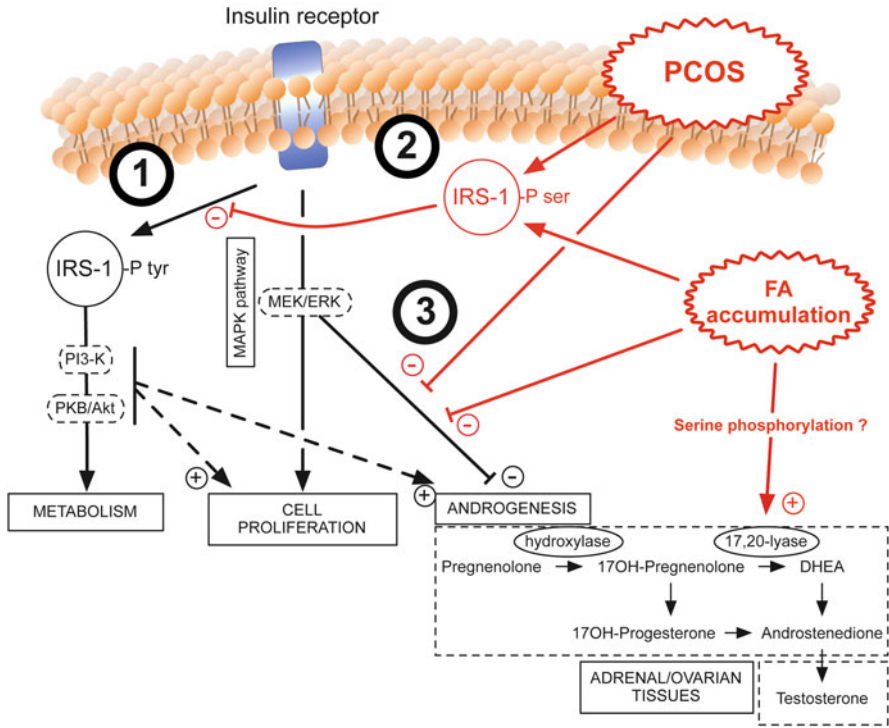 Insulin receptor
PCOS
1
2
IRS-1
-P ser
-
IRS-1
-P tyr
MAPK pathway
MEK/ERK
3
FA
accumulation
PI3-K
PKB/Akt
-
-
Serine phosphorylation ?
+
-
+
+
METABOLISM
CELL
PROLIFERATION
ANDROGENESIS
hydroxylase
17,20-lyase
Pregnenolone
17OH-Pregnenolone
DHEA
17OH-Progesterone
Androstenedione
ADRENAL/OVARIAN
TISSUES
Testosterone